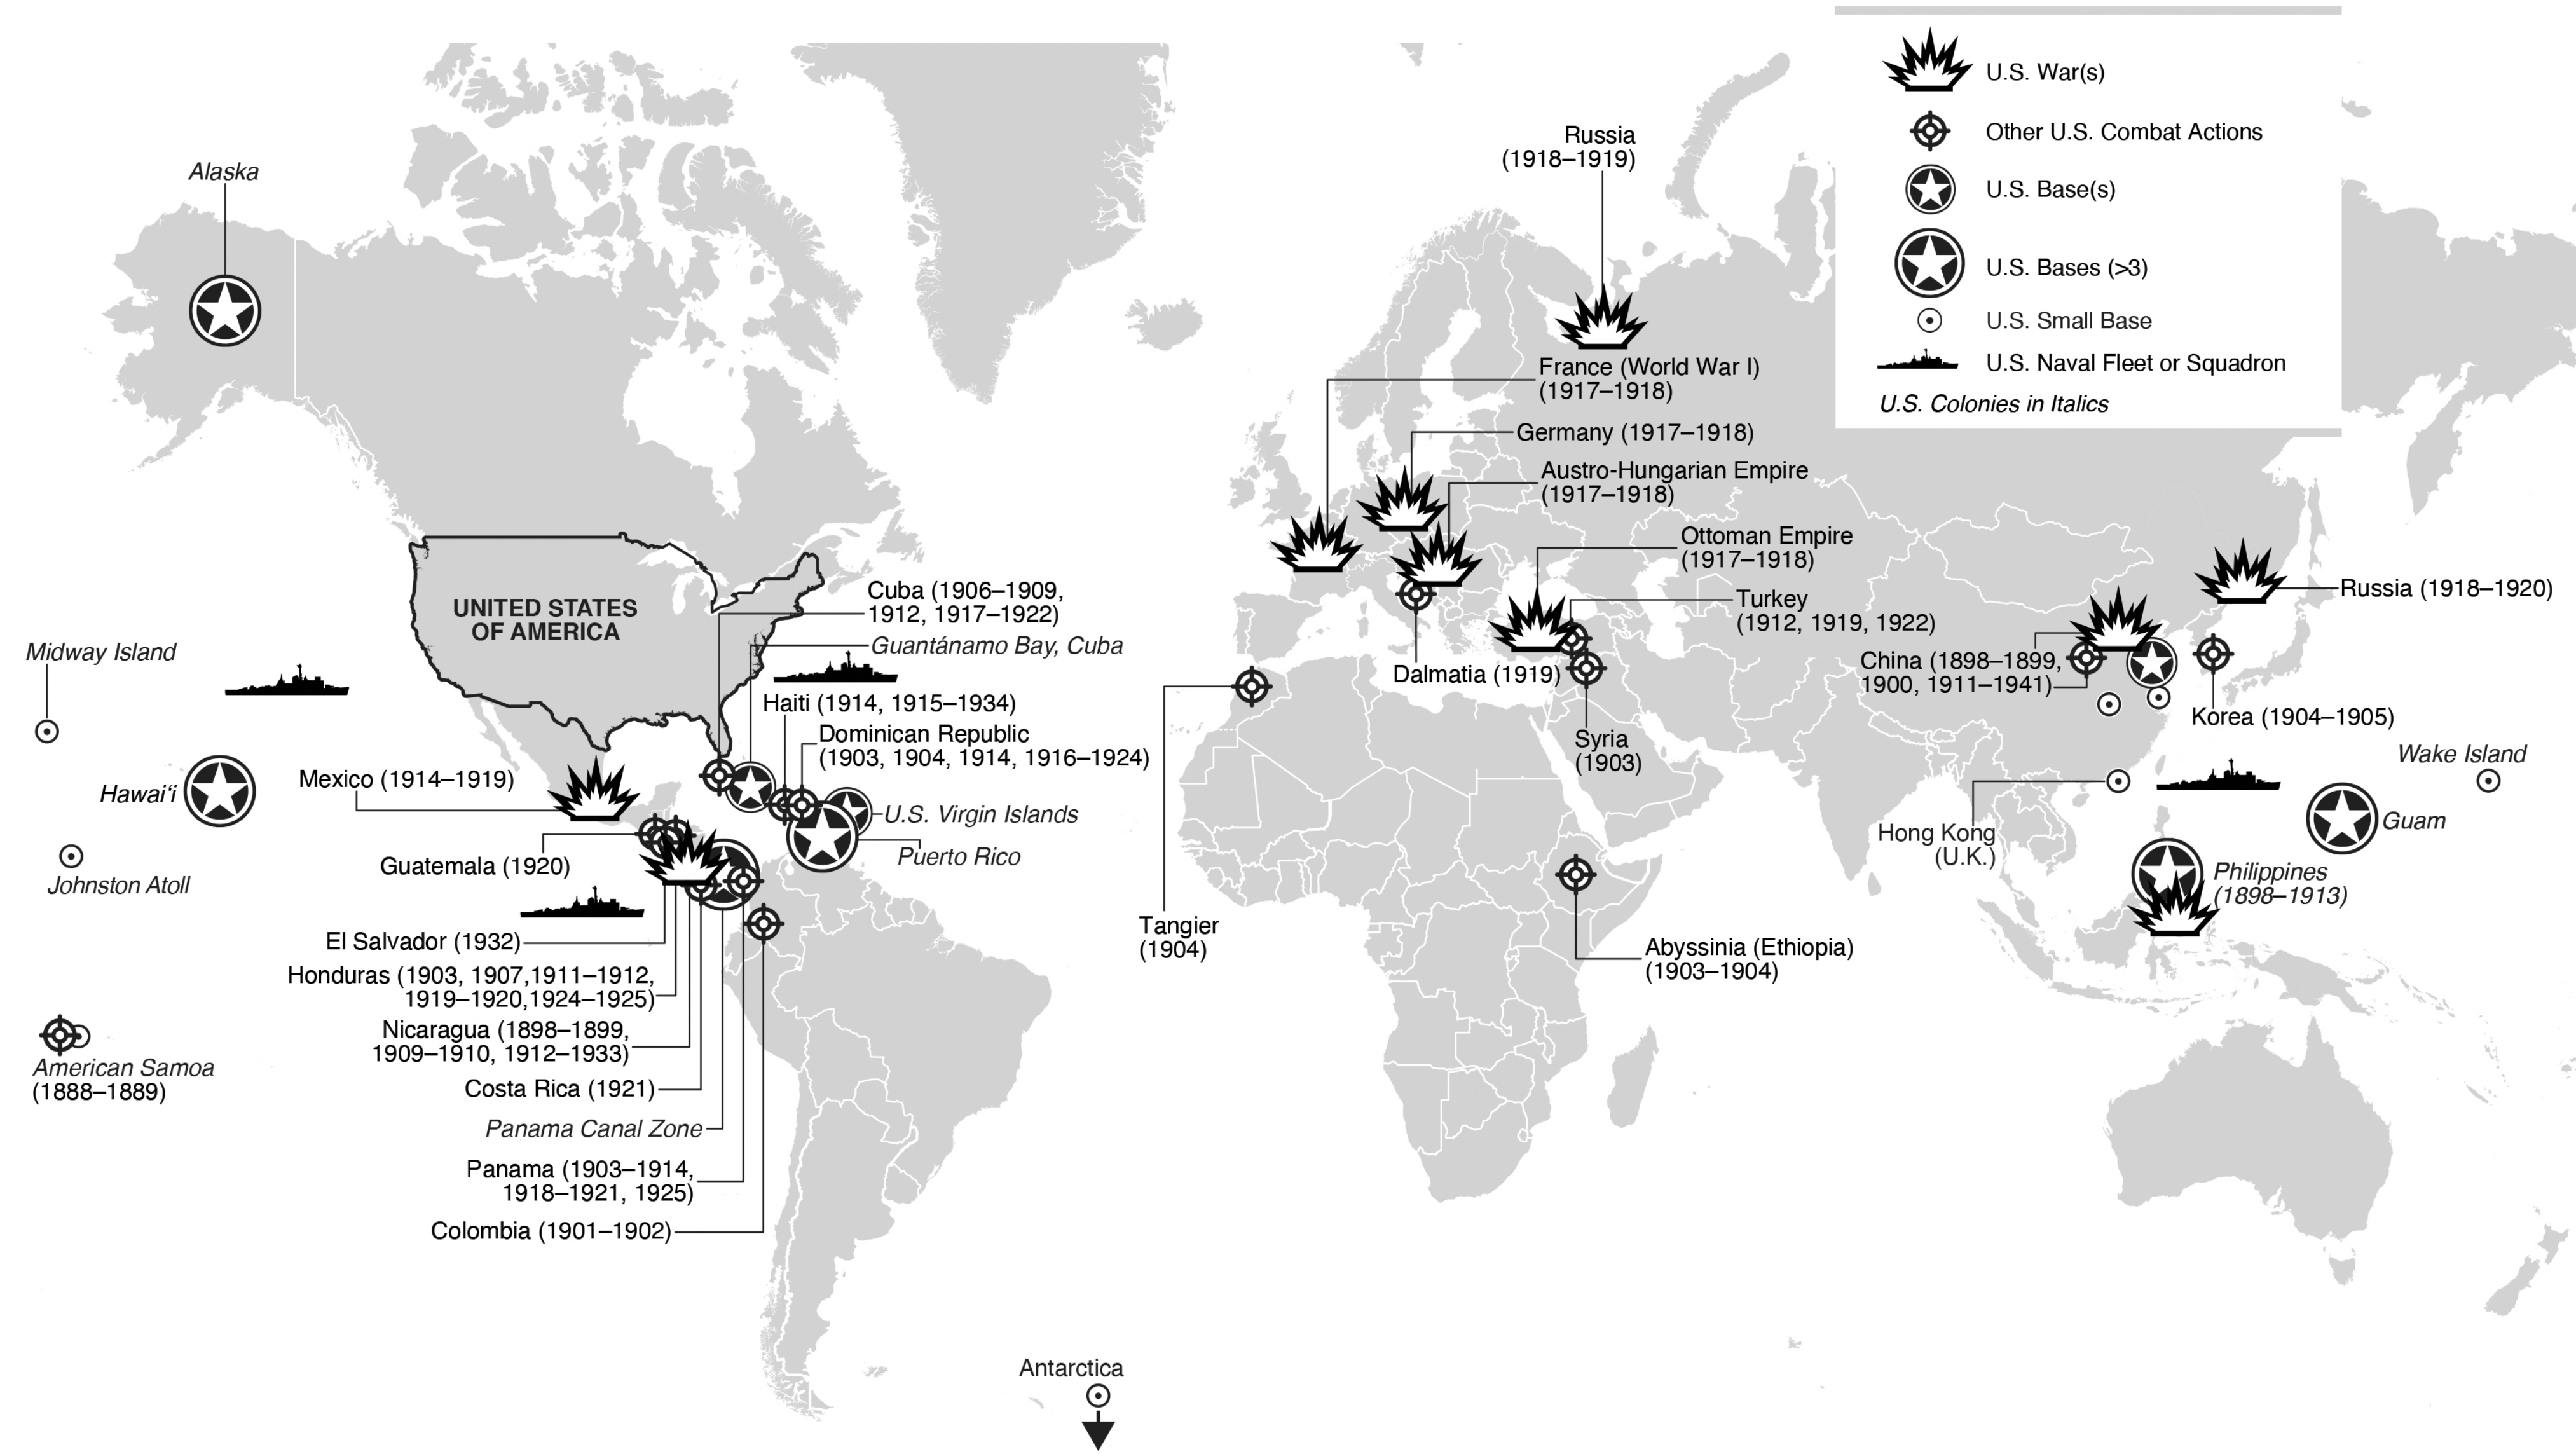 U.S. War(s)
Other U.S. Combat Actions
U.S. Base(s)
U.S. Bases (>3)
U.S. Small Base
U.S. Naval Fleet or Squadron
U.S. Colonies in Italics
Alaska
UNITED STATES
OF AMERICA
Midway Island
Hawai‘i
Johnston Atoll
American Samoa
(1888–1889)
Cuba (1906–1909,
1912, 1917–1922)
Guantánamo Bay, Cuba
Haiti (1914, 1915–1934)
Dominican Republic
(1903, 1904, 1914, 1916–1924)
U.S. Virgin Islands
Puerto Rico
Mexico (1914–1919)
Guatemala (1920)
El Salvador (1932)
Honduras (1903, 1907,1911–1912,
1919–1920,1924–1925)
Nicaragua (1898–1899,
1909–1910, 1912–1933)
Costa Rica (1921)
Panama Canal Zone
Panama (1903–1914,
1918–1921, 1925)
Colombia (1901–1902)
Antarctica
Russia
(1918–1919)
France (World War I)
(1917–1918)
Germany (1917–1918)
Austro-Hungarian Empire
(1917–1918)
Ottoman Empire
(1917–1918)
Turkey
(1912, 1919, 1922)
Dalmatia (1919)
Syria
(1903)
Tangier
(1904)
Abyssinia (Ethiopia)
(1903–1904)
Russia (1918–1920)
China (1898–1899,
1900, 1911–1941)
Korea (1904–1905)
Wake Island
Hong Kong
(U.K.)
Guam
Philippines
(1898–1913)